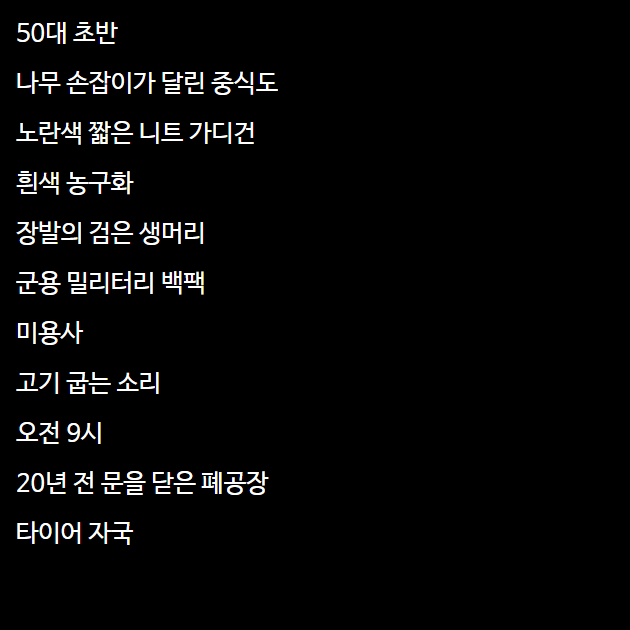 50대 초반
나무 손잡이가 달린 중식도
노란색 짧은 니트 가디건
흰색 농구화
장발의 검은 생머리
군용 밀리터리 백팩
미용사
고기 굽는 소리
오전 9시
20년 전 문을 닫은 폐공장
타이어 자국